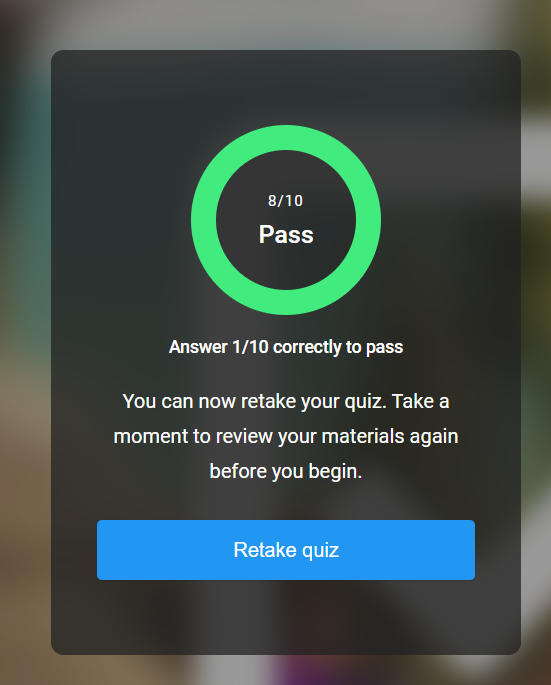 8/10
Pass
Answer 1/10 correctly to pass
You can now retake your quiz. Take a
moment to review your materials again
before you begin.
Retake quiz